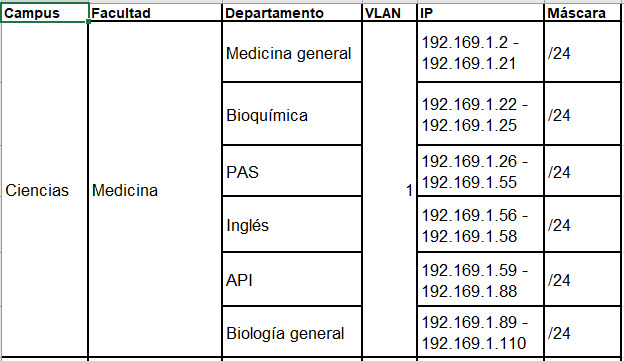 Campus Facultad Departamento VLAN IP Máscara
Ciencias Medicina 1
Medicina general 192.169.1.2 -
192.169.1.21 /24
Bioquímica 192.169.1.22 -
192.169.1.25 /24
PAS 192.169.1.26 -
192.169.1.55 /24
Inglés 192.169.1.56 -
192.169.1.58 /24
API 192.169.1.59 -
192.169.1.88 /24
Biología general 192.169.1.89 -
192.169.1.110 /24